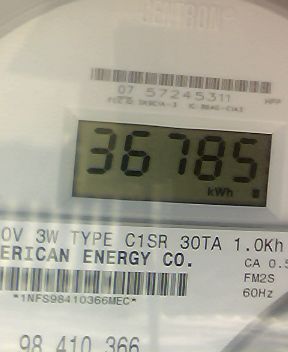 CENTRON
07 57245311
36785
kWh
0V 3W TYPE C1SR 30TA 1.0Kh
ERICAN ENERGY CO.
CA 0.5
FM2S
*1NFS98410366MEC*
60Hz
98 410 366